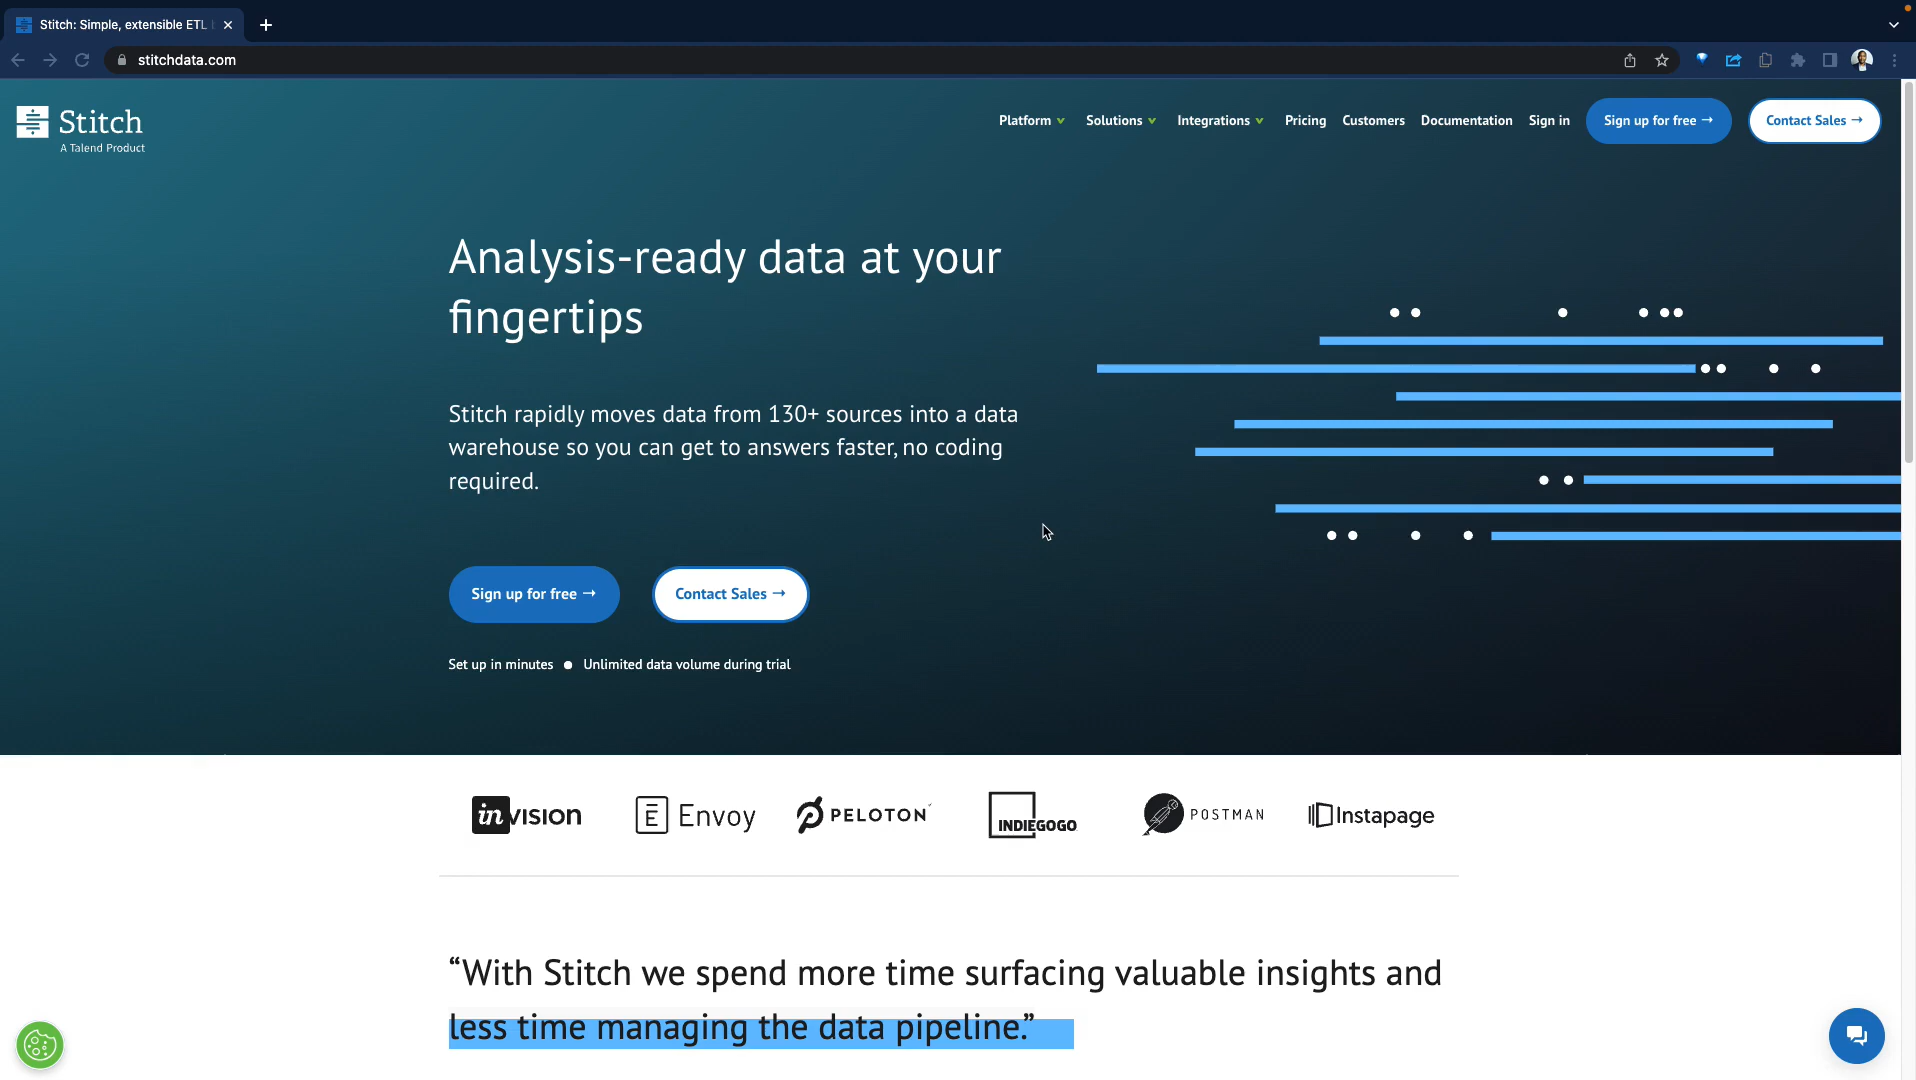 Stitch: Simple, extensible ETL
stitchdata.com
Stitch
A Talend Product
Platform
Solutions
Integrations
Pricing
Customers
Documentation
Sign in
Sign up for free →
Contact Sales →
Analysis-ready data at your
fingertips
Stitch rapidly moves data from 130+ sources into a data
warehouse so you can get to answers faster, no coding
required.
Sign up for free →
Contact Sales →
Set up in minutes ● Unlimited data volume during trial
inVISION
Envoy
PELOTON
INDIEGOGO
POSTMAN
Instapage
“With Stitch we spend more time surfacing valuable insights and
less time managing the data pipeline.”